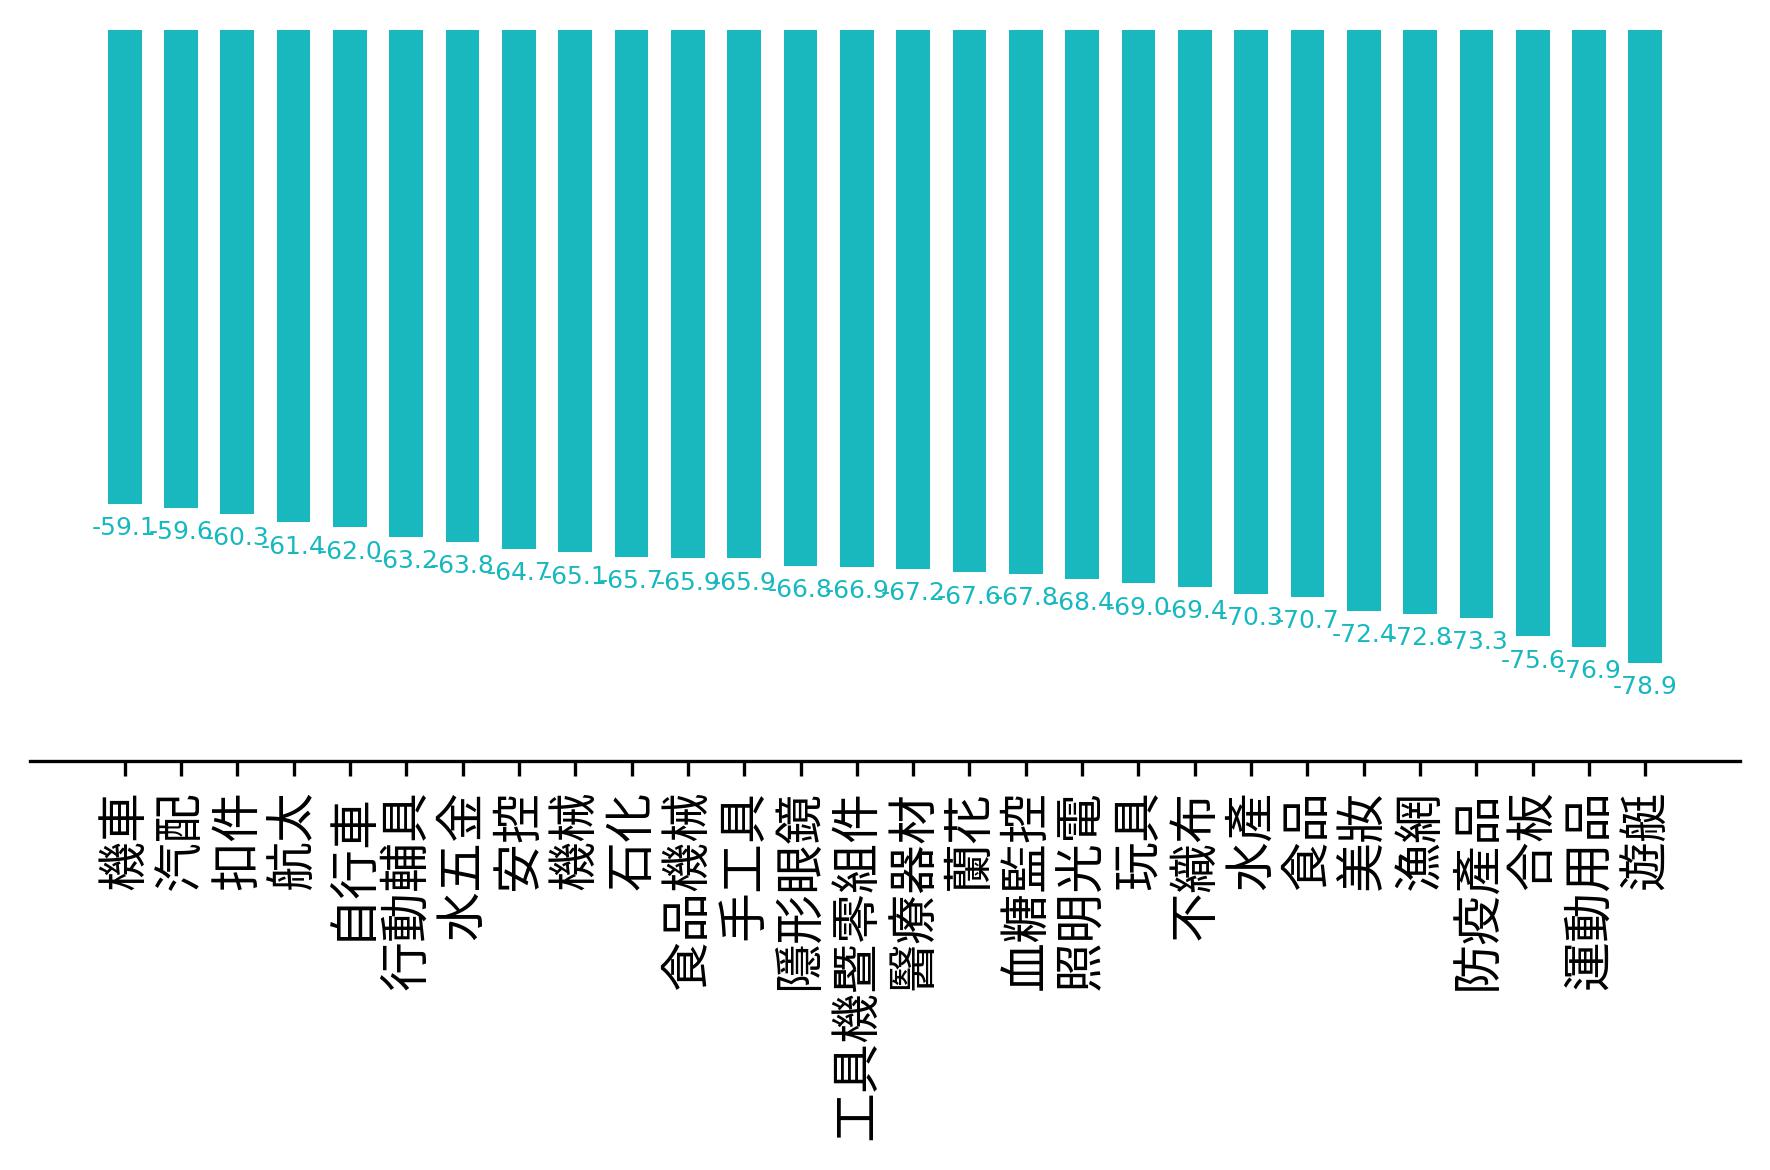 -59.1
-59.6
-60.3
-61.4
-62.0
-63.2
-63.8
-64.7
-65.1
-65.7
-65.9
-65.9
-66.8
-66.9
-67.2
-67.6
-67.8
-68.4
-69.0
-69.4
-70.3
-70.7
-72.4
-72.8
-73.3
-75.6
-76.9
-78.9
機車
汽配
扣件
航太
自行車
行動輔具
水五金
安控
機械
石化
食品機械
手工具
隱形眼鏡
工具機暨零組件
醫療器材
蘭花
血糖監控
照明光電
玩具
不織布
水產
食品
美妝
漁網
防疫產品
合板
運動用品
遊艇